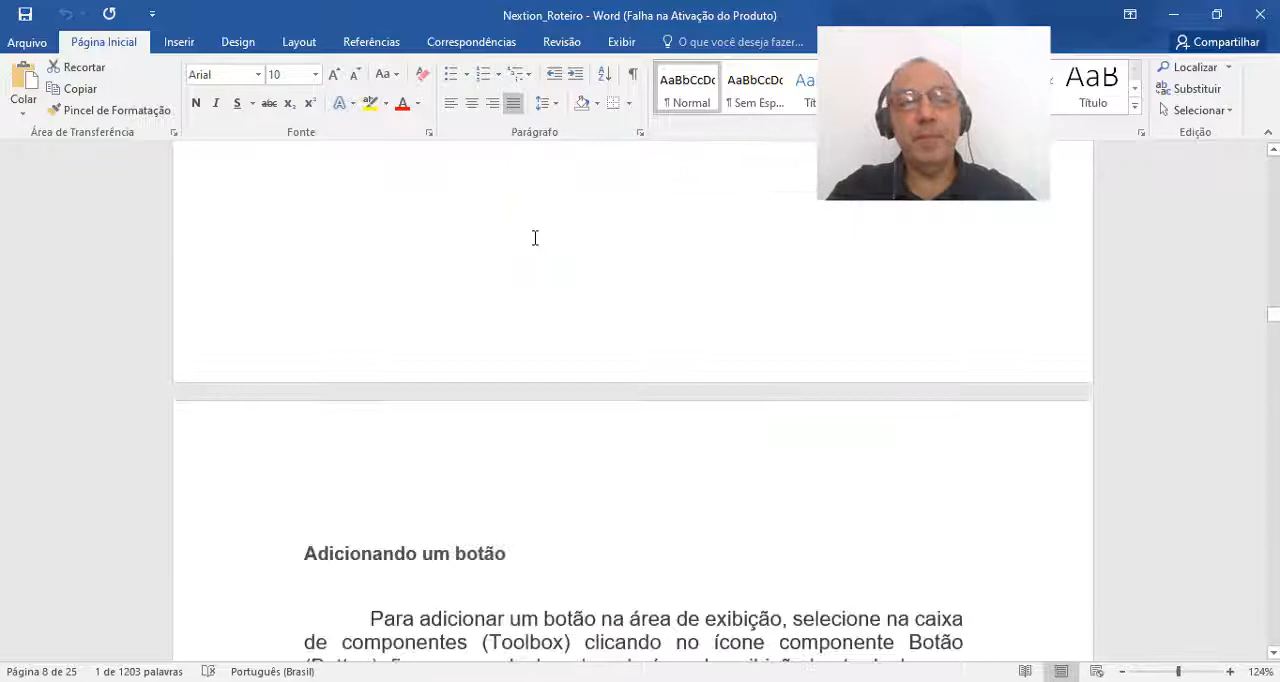 Nextion_Roteiro - Word (Falha na Ativação do Produto)
Arquivo Página Inicial Inserir Design Layout Referências Correspondências Revisão Exibir O que você deseja fazer... Compartilhar
Colar
Recortar
Copiar
Pincel de Formatação
Área de Transferência
Arial 10
Fonte
Parágrafo
AaBbCcDc
¶ Normal
AaBbCcDc
¶ Sem Esp...
AaB
Título
Localizar
Substituir
Selecionar
Edição
Adicionando um botão
Para adicionar um botão na área de exibição, selecione na caixa
de componentes (Toolbox) clicando no ícone componente Botão
Página 8 de 25 1 de 1203 palavras Português (Brasil) 124%